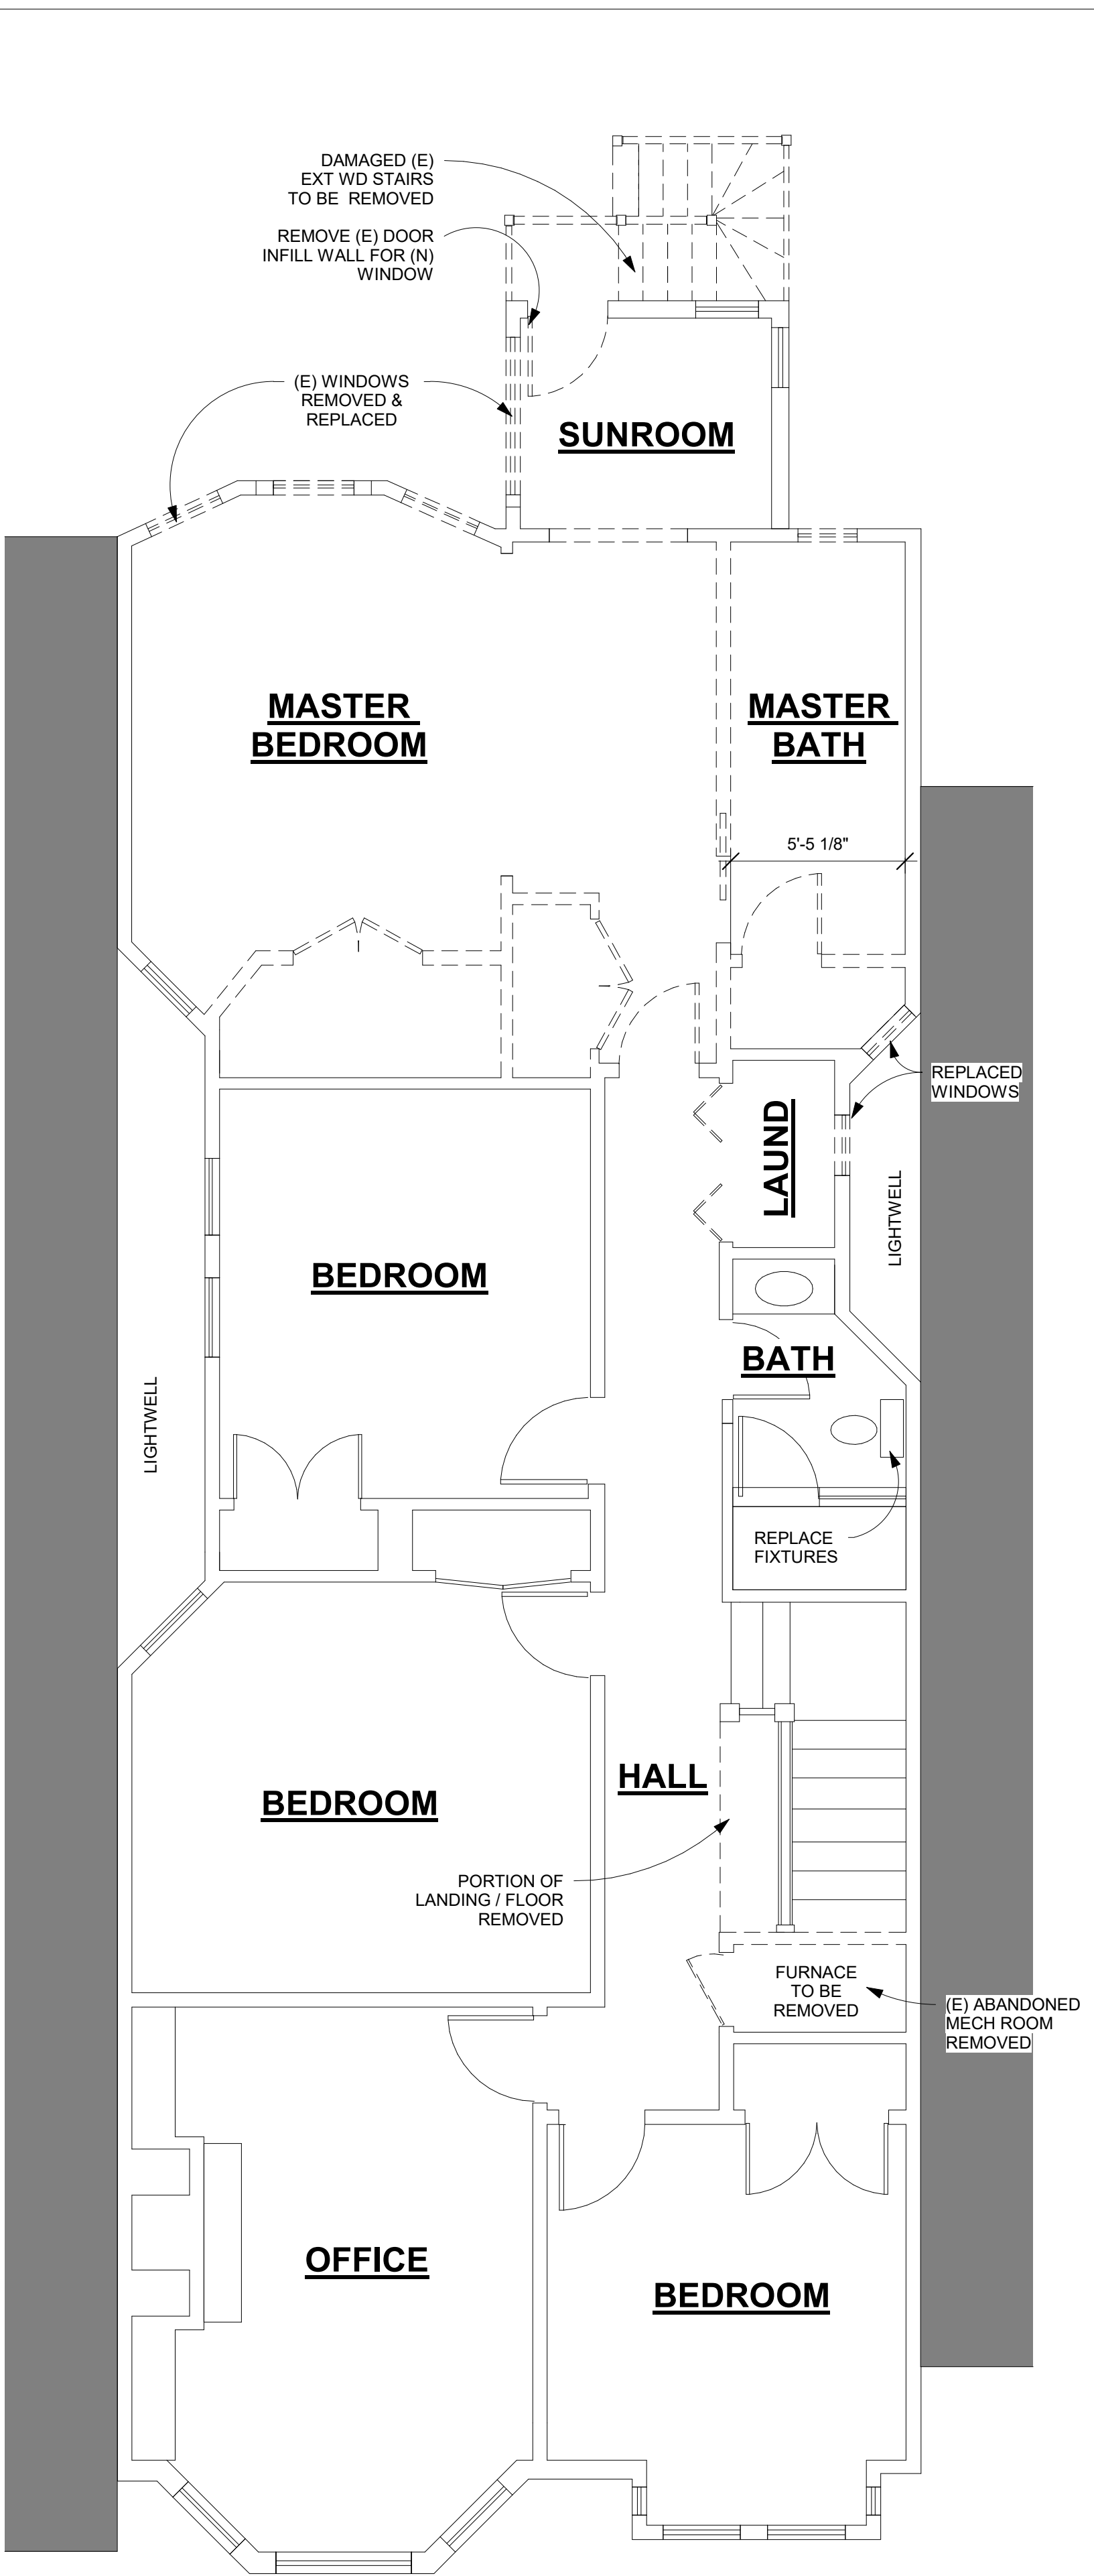 DAMAGED (E)
EXT WD STAIRS
TO BE REMOVED
REMOVE (E) DOOR
INFILL WALL FOR (N)
WINDOW
(E) WINDOWS
REMOVED &
REPLACED
SUNROOM
MASTER
BEDROOM
MASTER
BATH
5'-5 1/8"
REPLACED
WINDOWS
LAUND
LIGHTWELL
BEDROOM
BATH
LIGHTWELL
REPLACE
FIXTURES
HALL
BEDROOM
PORTION OF
LANDING / FLOOR
REMOVED
FURNACE
TO BE
REMOVED
(E) ABANDONED
MECH ROOM
REMOVED
OFFICE
BEDROOM